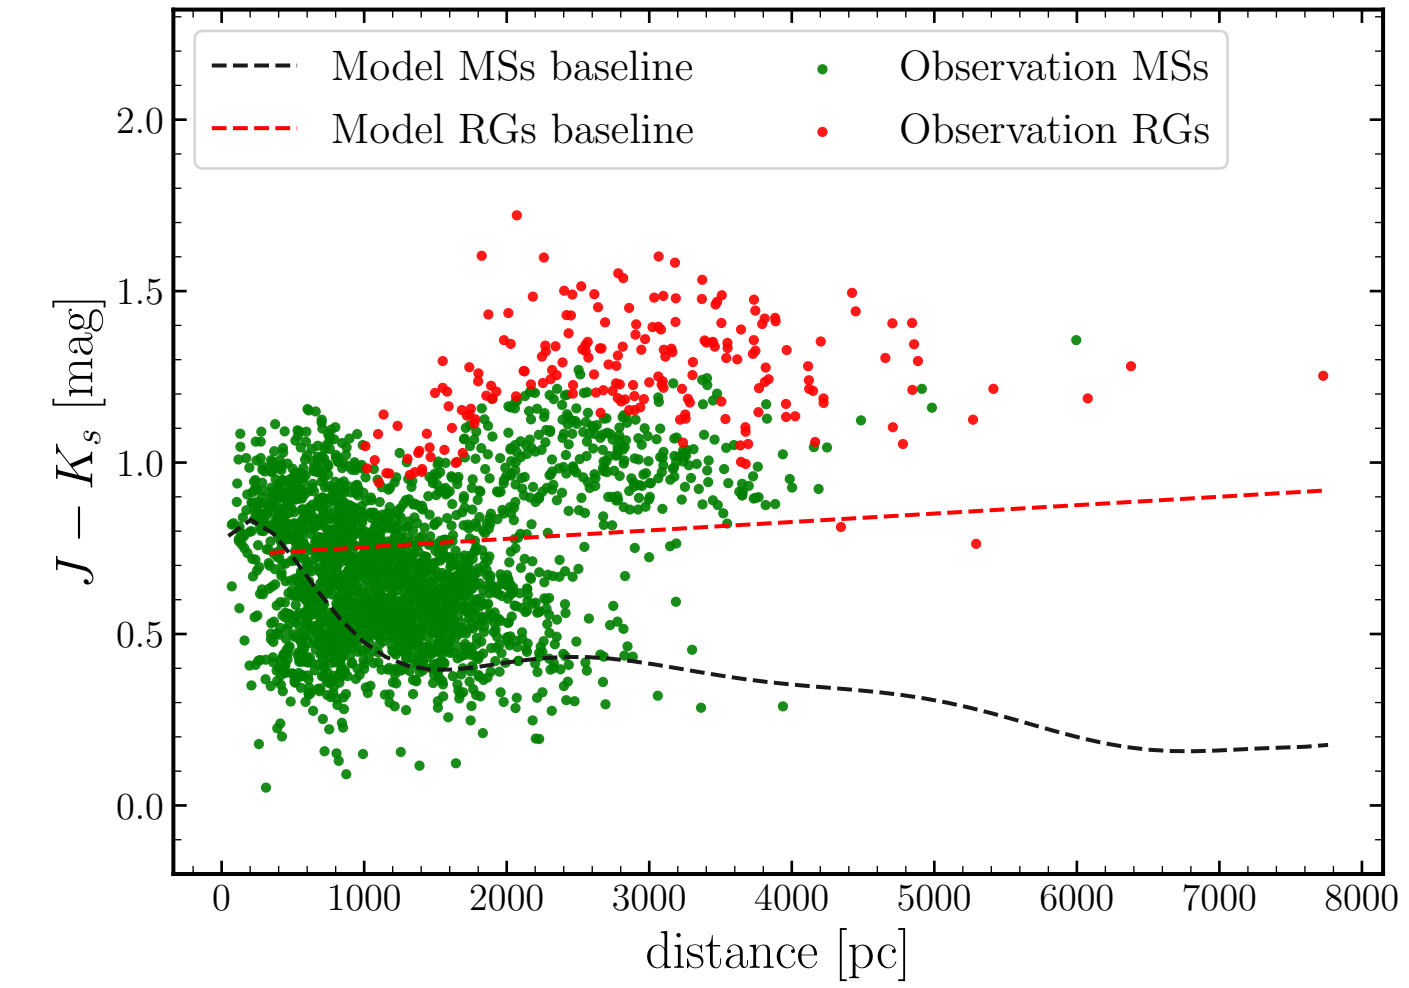 Model MSs baseline
Observation MSs
Model RGs baseline
Observation RGs
2.0
1.5
1.0
0.5
0.0
J − Ks [mag]
0 1000 2000 3000 4000 5000 6000 7000 8000
distance [pc]